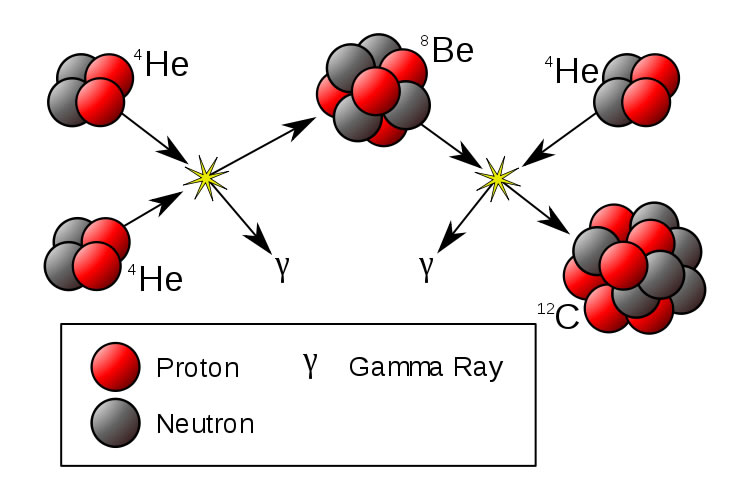 ⁴He
⁸Be
⁴He
⁴He
γ
γ
¹²C
Proton
γ Gamma Ray
Neutron